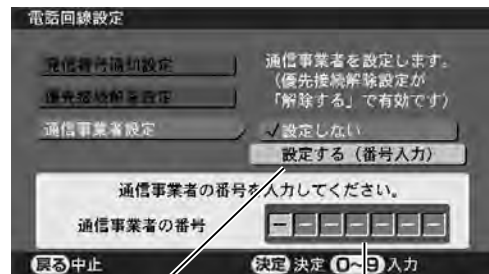 電話回線設定
発信番号通知設定
優先接続解除設定
通信事業者設定
通信事業者を設定します。
(優先接続解除設定が
「解除する」で有効です)
✓設定しない
設定する(番号入力)
通信事業者の番号を入力してください。
通信事業者の番号
-------
戻る 中止
決定 決定 0~9 入力